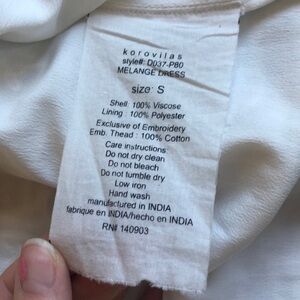 korovilas
style#: D037-P80
MELANGE DRESS
size: S
Shell: 100% Viscose
Lining : 100% Polyester
Exclusive of Embroidery
Emb. Thread : 100% Cotton
Care instructions:
Do not dry clean
Do not bleach
Do not tumble dry
Low iron
Hand wash
manufactured in INDIA
fabrique en INDIA/hecho en INDIA
RN# 140903